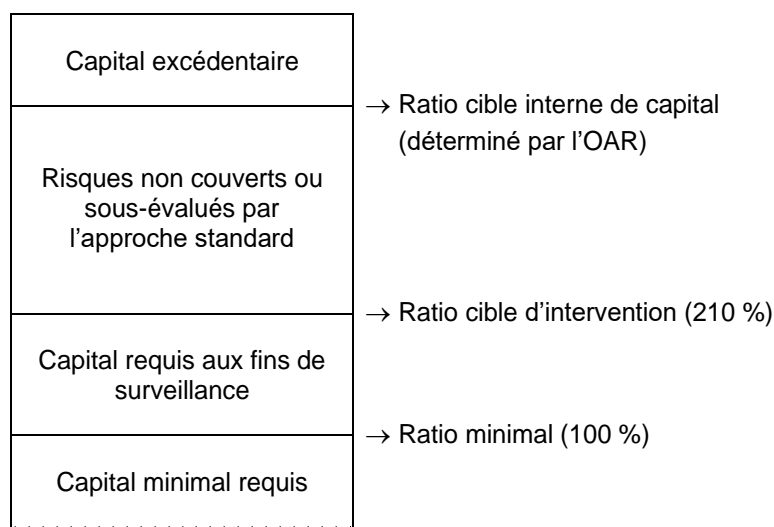 Capital excédentaire
→ Ratio cible interne de capital
(déterminé par l’OAR)
Risques non couverts ou
sous-évalués par
l’approche standard
→ Ratio cible d’intervention (210 %)
Capital requis aux fins de
surveillance
→ Ratio minimal (100 %)
Capital minimal requis